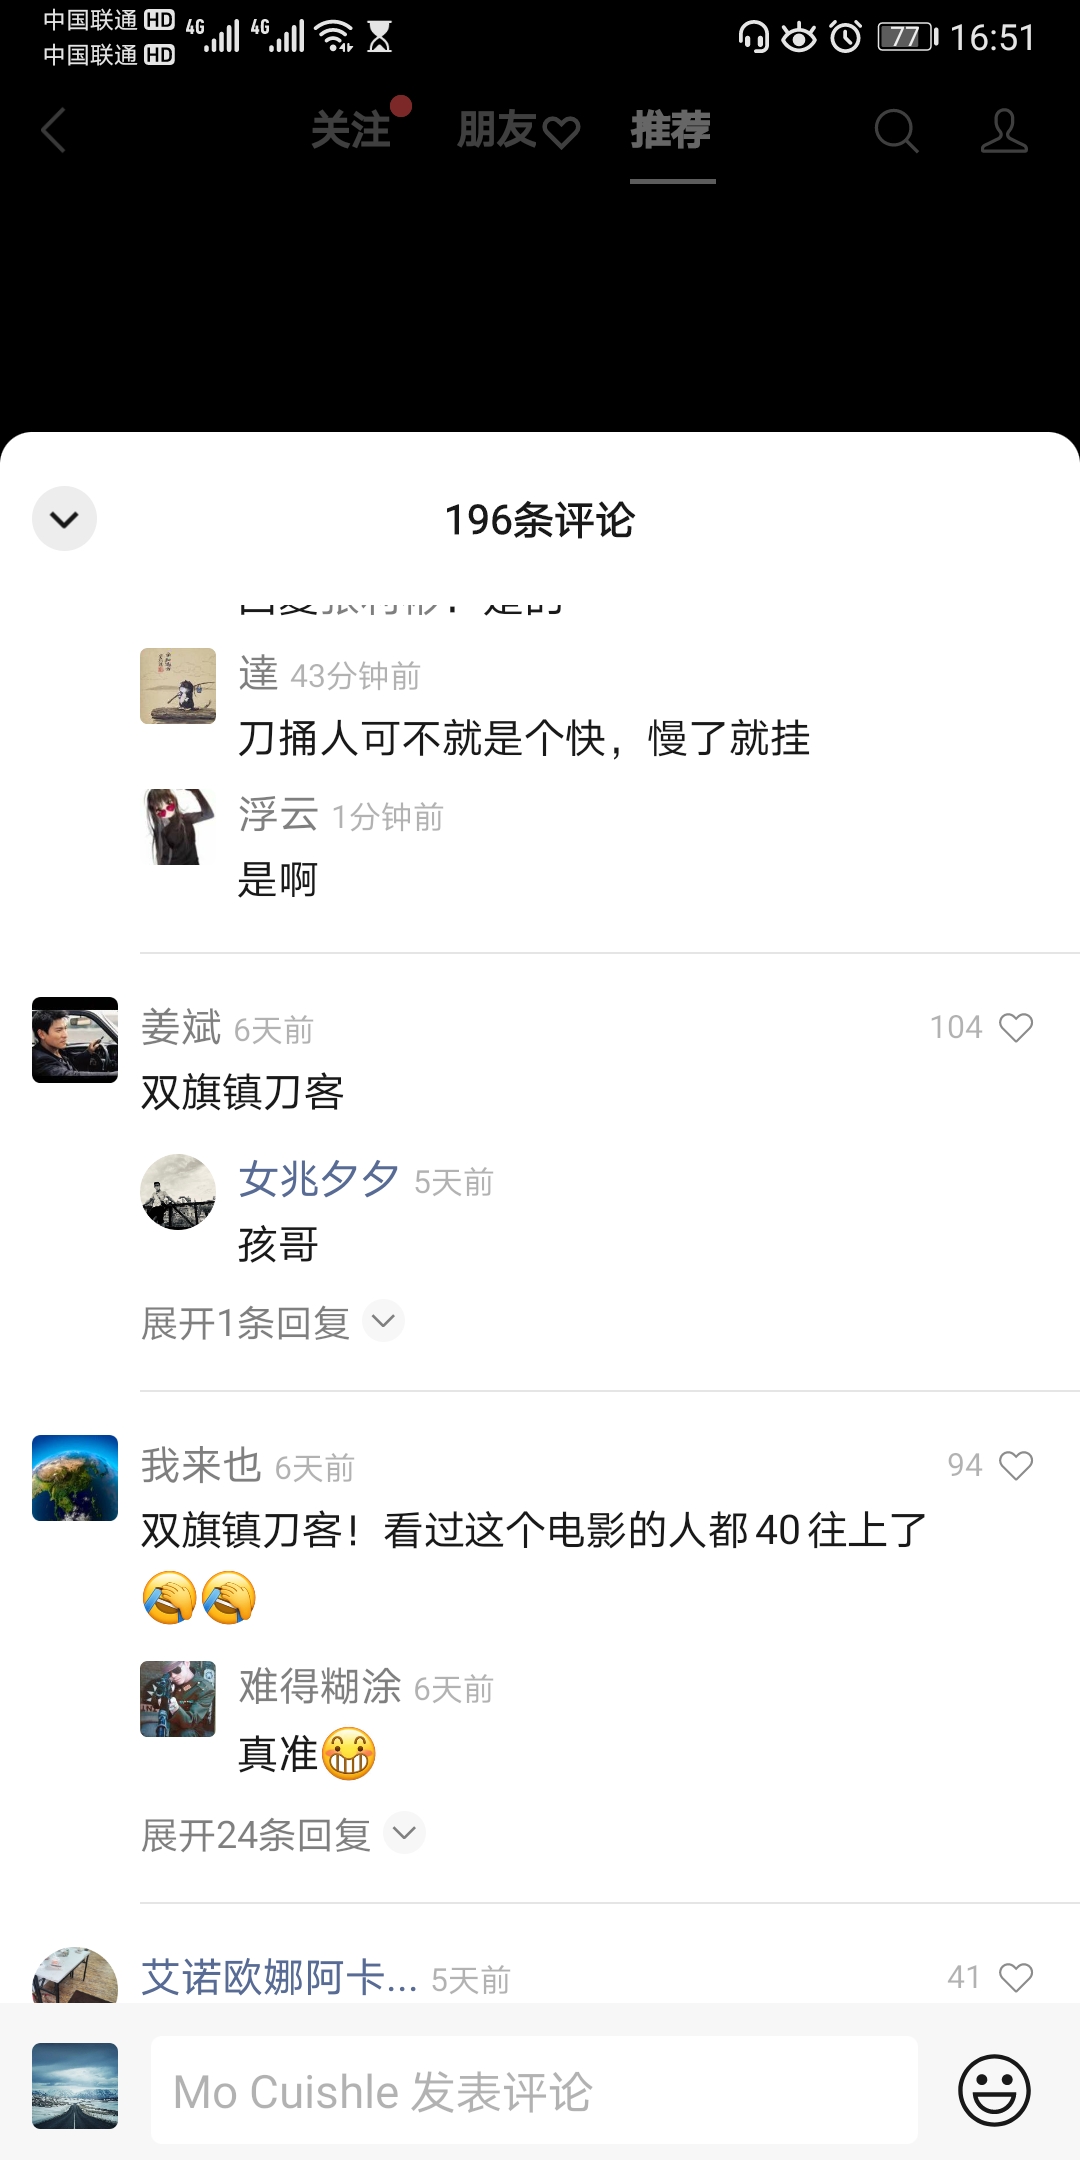 中国联通 HD 4G 4G 77 16:51
中国联通 HD
关注 朋友 推荐
196条评论
達 43分钟前
刀捅人可不就是个快，慢了就挂
浮云 1分钟前
是啊
姜斌 6天前 104
双旗镇刀客
女兆夕夕 5天前
孩哥
展开1条回复
我来也 6天前 94
双旗镇刀客！看过这个电影的人都40往上了
难得糊涂 6天前
真准
展开24条回复
艾诺欧娜阿卡... 5天前 41
Mo Cuishle 发表评论